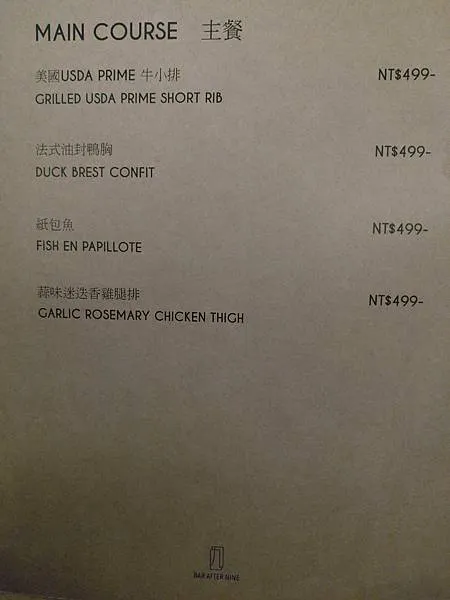 MAIN COURSE 主餐
美國USDA PRIME 牛小排 NT$499-
GRILLED USDA PRIME SHORT RIB
法式油封鴨胸 NT$499-
DUCK BREST CONFIT
紙包魚 NT$499-
FISH EN PAPILLOTE
蒜味迷迭香雞腿排 NT$499-
GARLIC ROSEMARY CHICKEN THIGH
BAR AFTER NINE